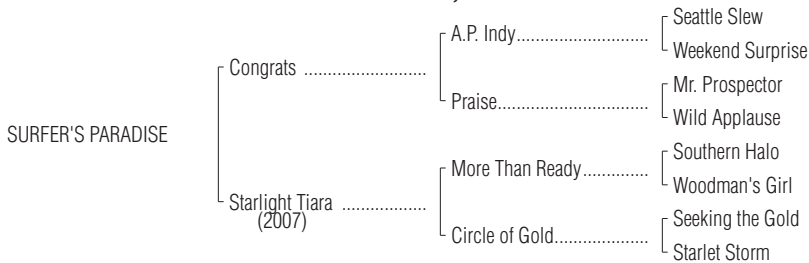 Seattle Slew
A.P. Indy..............................
Weekend Surprise
Congrats ..........................
Mr. Prospector
Praise...................................
Wild Applause
SURFER'S PARADISE
Southern Halo
More Than Ready..............
Woodman's Girl
Starlight Tiara ..................
(2007)
Seeking the Gold
Circle of Gold....................
Starlet Storm